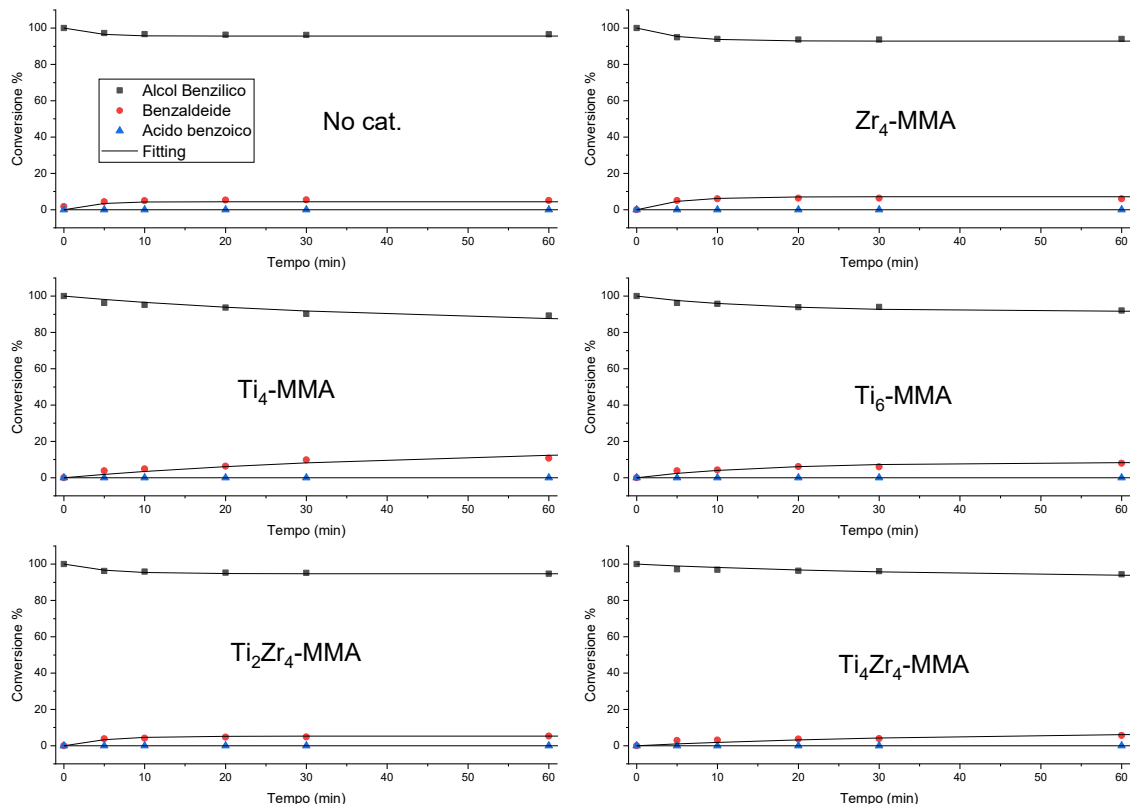 100
80
60
40
20
0
Conversione %
Alcol Benzilico
Benzaldeide
Acido benzoico
Fitting
No cat.
0 10 20 30 40 50 60
Tempo (min)
100
80
60
40
20
0
Conversione %
Zr4-MMA
0 10 20 30 40 50 60
Tempo (min)
100
80
60
40
20
0
Conversione %
Ti4-MMA
0 10 20 30 40 50 60
Tempo (min)
100
80
60
40
20
0
Conversione %
Ti6-MMA
0 10 20 30 40 50 60
Tempo (min)
100
80
60
40
20
0
Conversione %
Ti2Zr4-MMA
0 10 20 30 40 50 60
Tempo (min)
100
80
60
40
20
0
Conversione %
Ti4Zr4-MMA
0 10 20 30 40 50 60
Tempo (min)